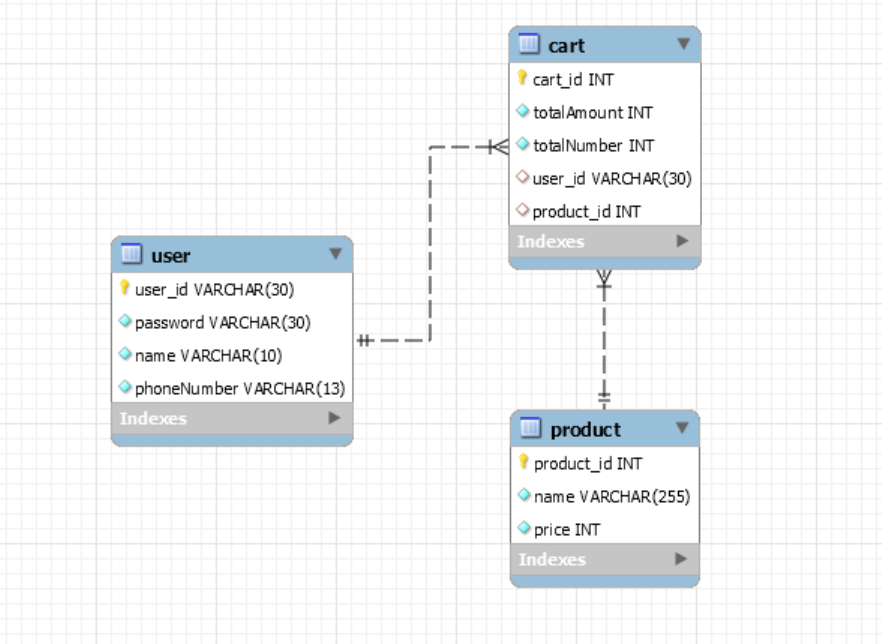 cart
cart_id INT
totalAmount INT
totalNumber INT
user_id VARCHAR(30)
product_id INT
Indexes
user
user_id VARCHAR(30)
password VARCHAR(30)
name VARCHAR(10)
phoneNumber VARCHAR(13)
Indexes
product
product_id INT
name VARCHAR(255)
price INT
Indexes